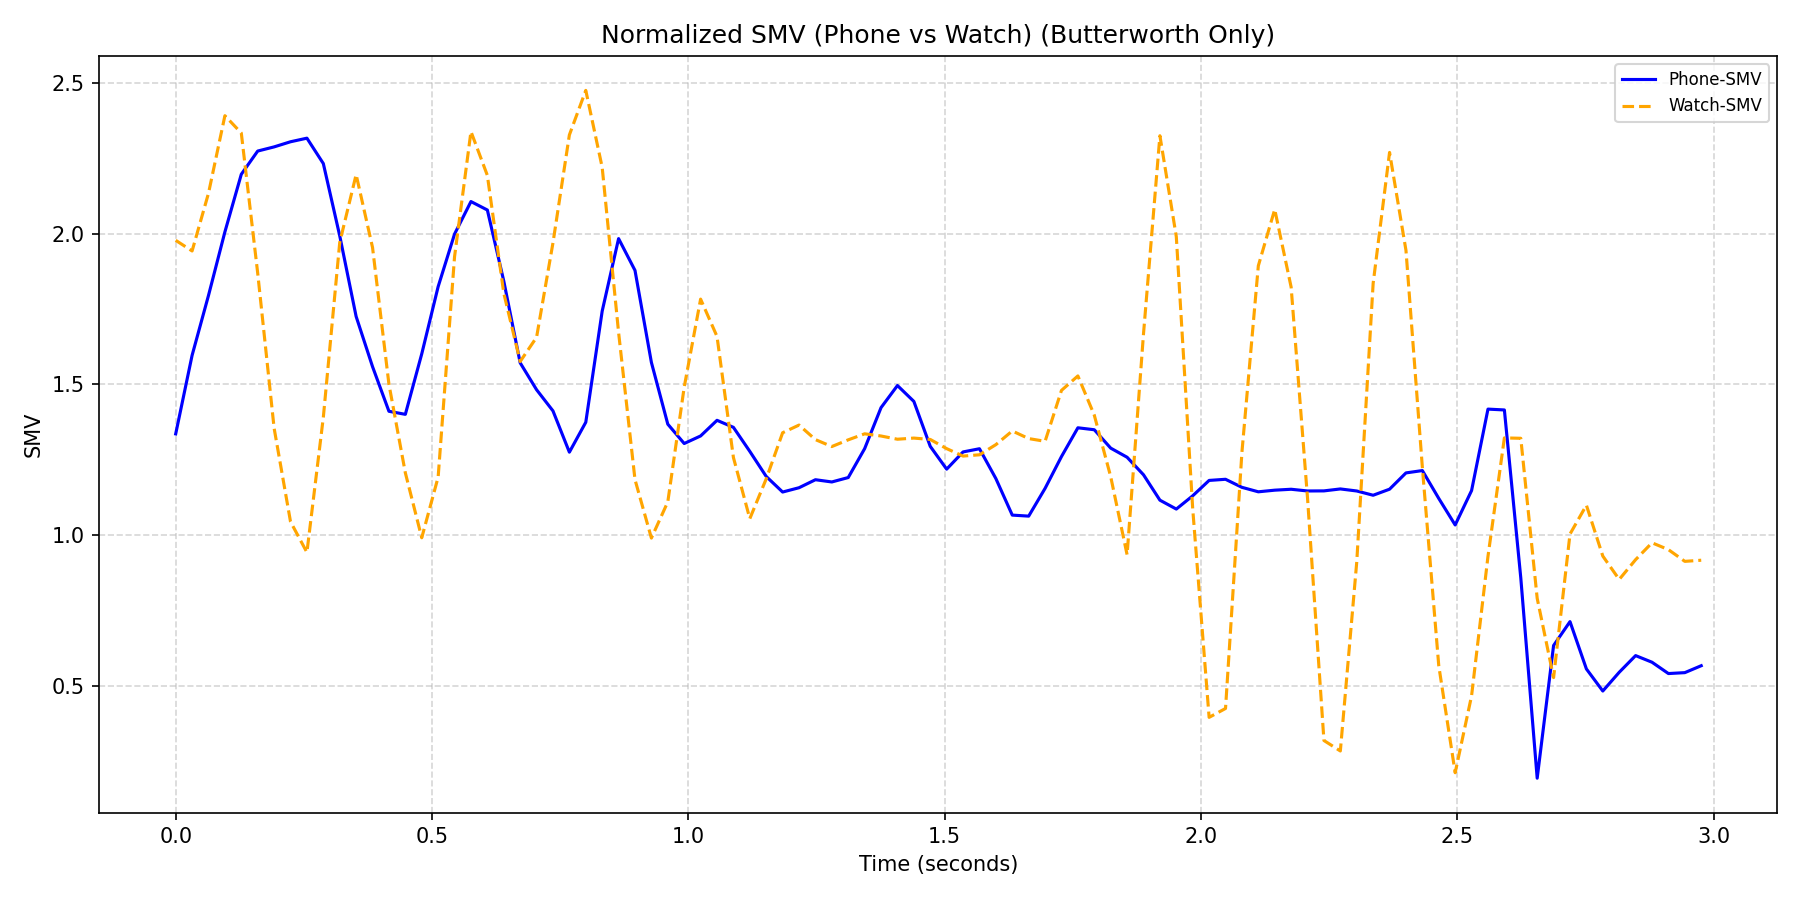 Normalized SMV (Phone vs Watch) (Butterworth Only)
Phone-SMV
Watch-SMV
SMV
2.5
2.0
1.5
1.0
0.5
0.0 0.5 1.0 1.5 2.0 2.5 3.0
Time (seconds)